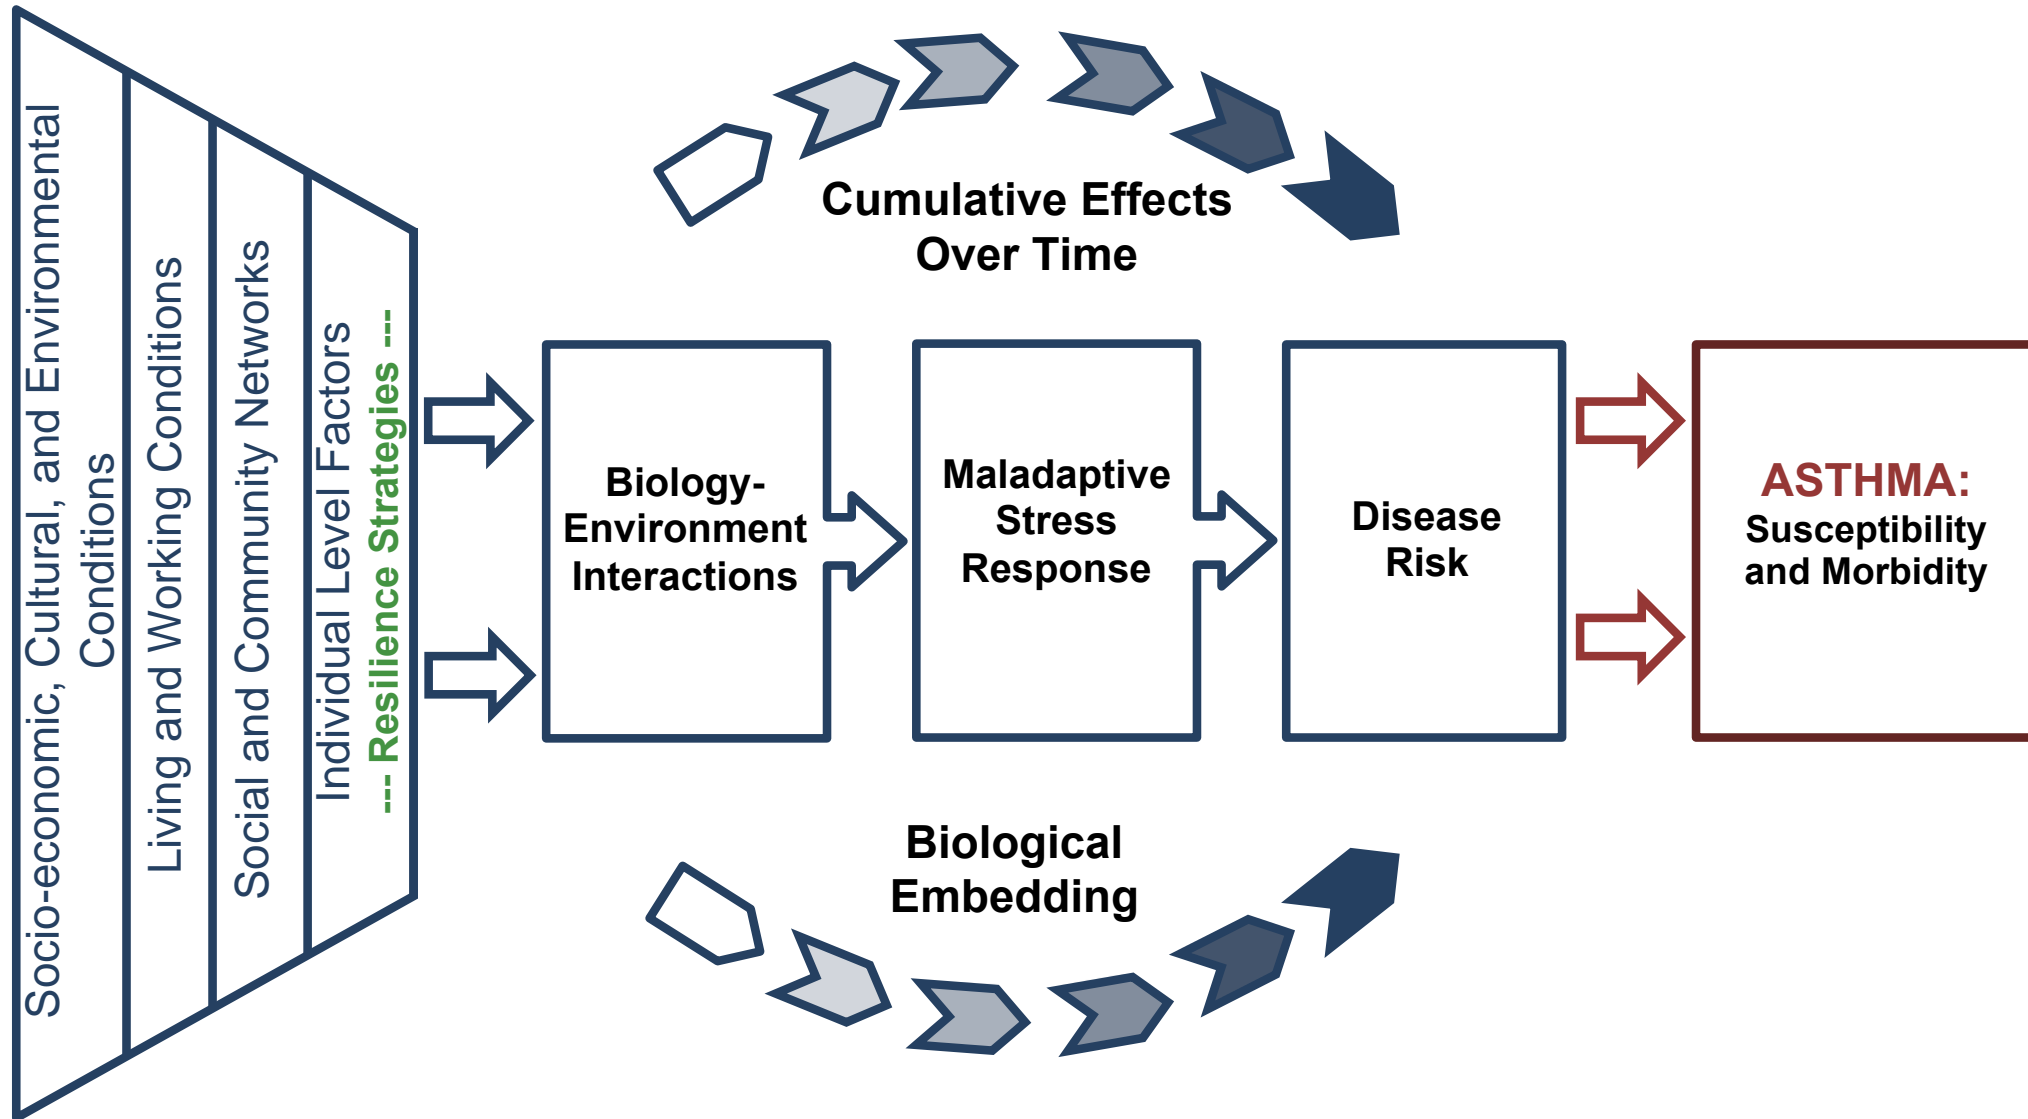 Socio-economic, Cultural, and Environmental
Conditions
Living and Working Conditions
Social and Community Networks
Individual Level Factors
--- Resilience Strategies ---
Cumulative Effects
Over Time
Biology-
Environment
Interactions
Maladaptive
Stress
Response
Disease
Risk
ASTHMA:
Susceptibility
and Morbidity
Biological
Embedding